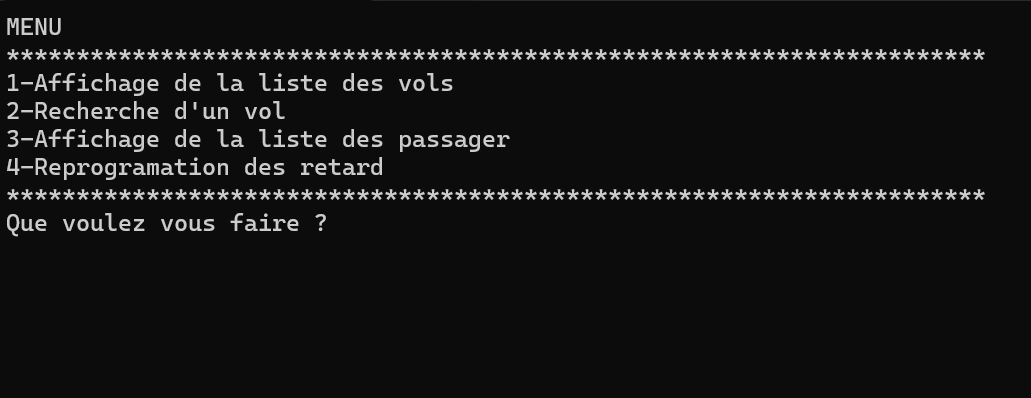 MENU
**********************************************************************
1-Affichage de la liste des vols
2-Recherche d'un vol
3-Affichage de la liste des passager
4-Reprogramation des retard
**********************************************************************
Que voulez vous faire ?